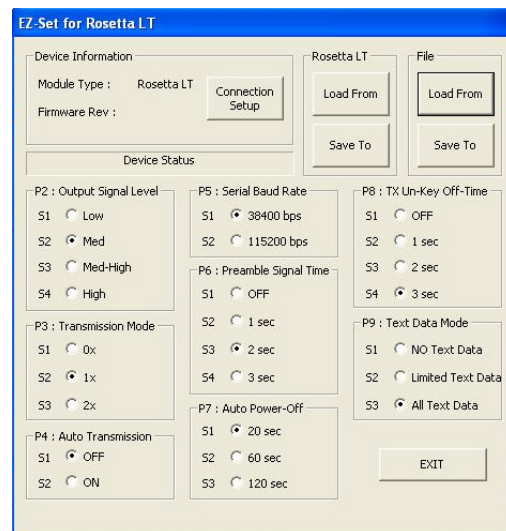 EZ-Set for Rosetta LT
Device Information
Module Type : Rosetta LT
Firmware Rev :
Connection Setup
Device Status
Rosetta LT
Load From
Save To
File
Load From
Save To
P2 : Output Signal Level
S1 Low
S2 Med
S3 Med-High
S4 High
P3 : Transmission Mode
S1 0x
S2 1x
S3 2x
P4 : Auto Transmission
S1 OFF
S2 ON
P5 : Serial Baud Rate
S1 38400 bps
S2 115200 bps
P6 : Preamble Signal Time
S1 OFF
S2 1 sec
S3 2 sec
S4 3 sec
P7 : Auto Power-Off
S1 20 sec
S2 60 sec
S3 120 sec
P8 : TX Un-Key Off-Time
S1 OFF
S2 1 sec
S3 2 sec
S4 3 sec
P9 : Text Data Mode
S1 NO Text Data
S2 Limited Text Data
S3 All Text Data
EXIT